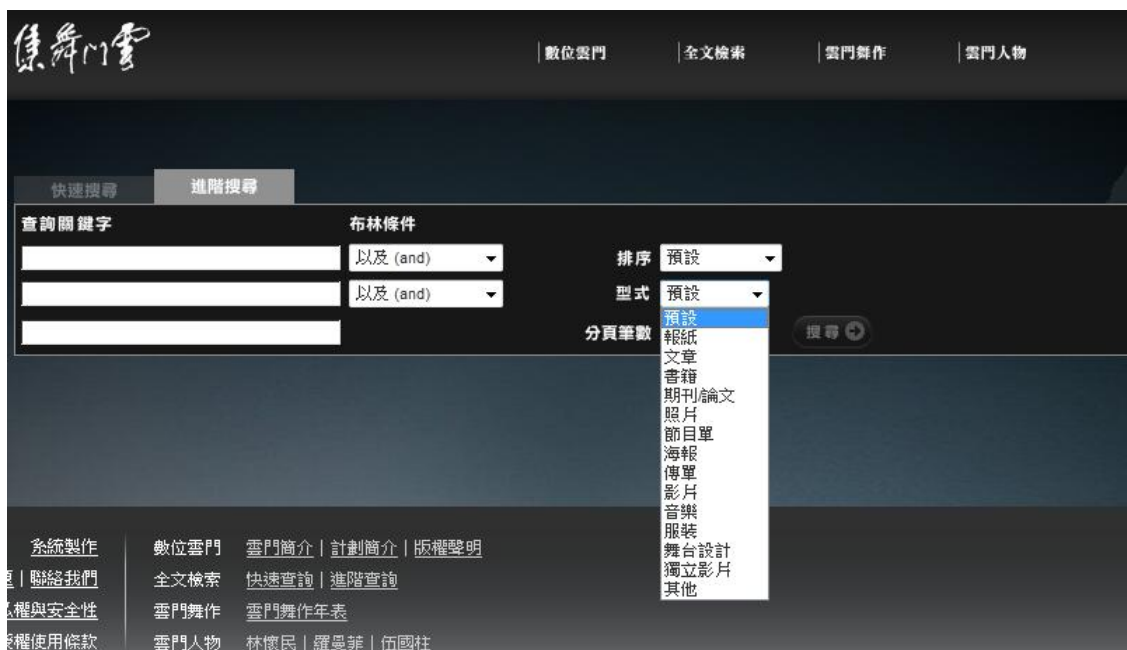 雲門舞集
數位雲門
全文檢索
雲門舞作
雲門人物
快速搜尋
進階搜尋
查詢關鍵字
布林條件
以及 (and)
排序 預設
以及 (and)
型式 預設
分頁筆數
搜尋
預設
報紙
文章
書籍
期刊/論文
照片
節目單
海報
傳單
影片
音樂
服裝
舞台設計
獨立影片
其他
系統製作
| 聯絡我們
權與安全性
權使用條款
數位雲門 雲門簡介 | 計劃簡介 | 版權聲明
全文檢索 快速查詢 | 進階查詢
雲門舞作 雲門舞作年表
雲門人物 林懷民 | 羅曼菲 | 伍國柱